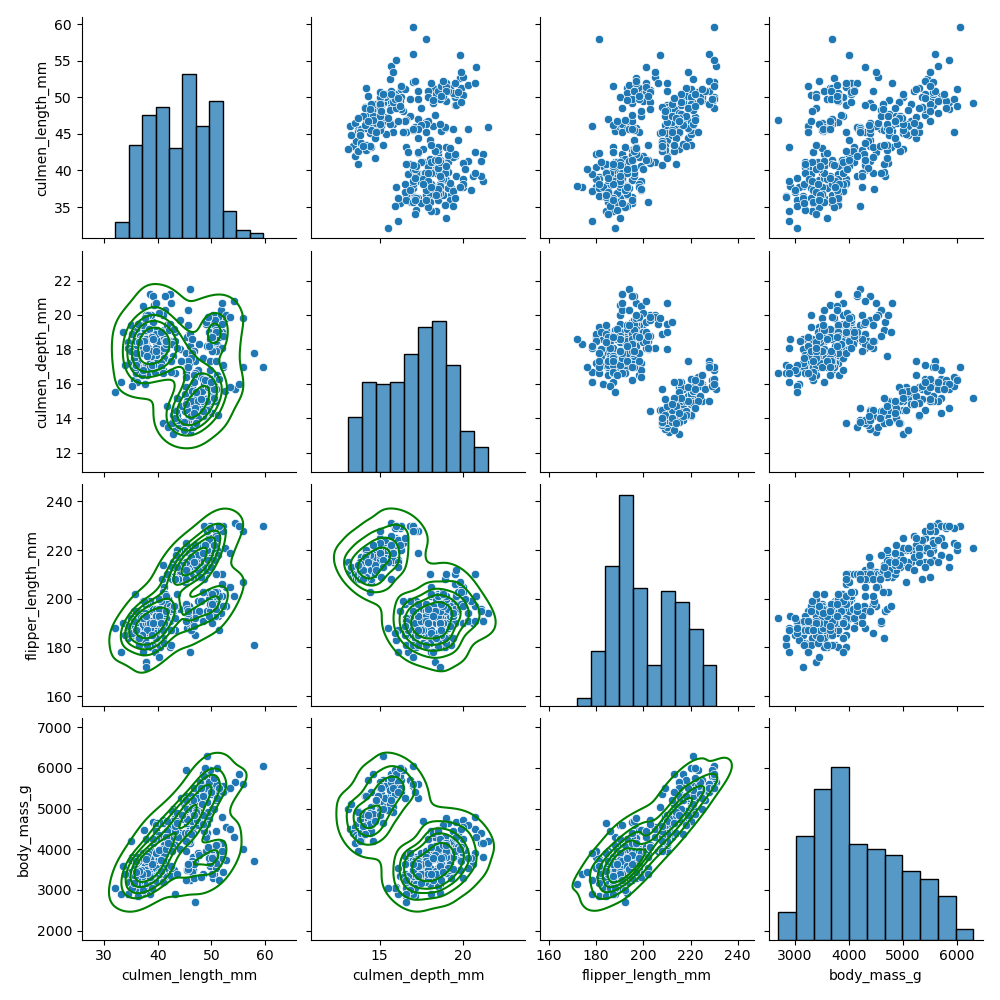 60
55
50
45
40
35
culmen_length_mm
22
20
18
16
14
12
culmen_depth_mm
240
220
200
180
160
flipper_length_mm
7000
6000
5000
4000
3000
2000
body_mass_g
30 40 50 60
culmen_length_mm
15 20
culmen_depth_mm
160 180 200 220 240
flipper_length_mm
3000 4000 5000 6000
body_mass_g